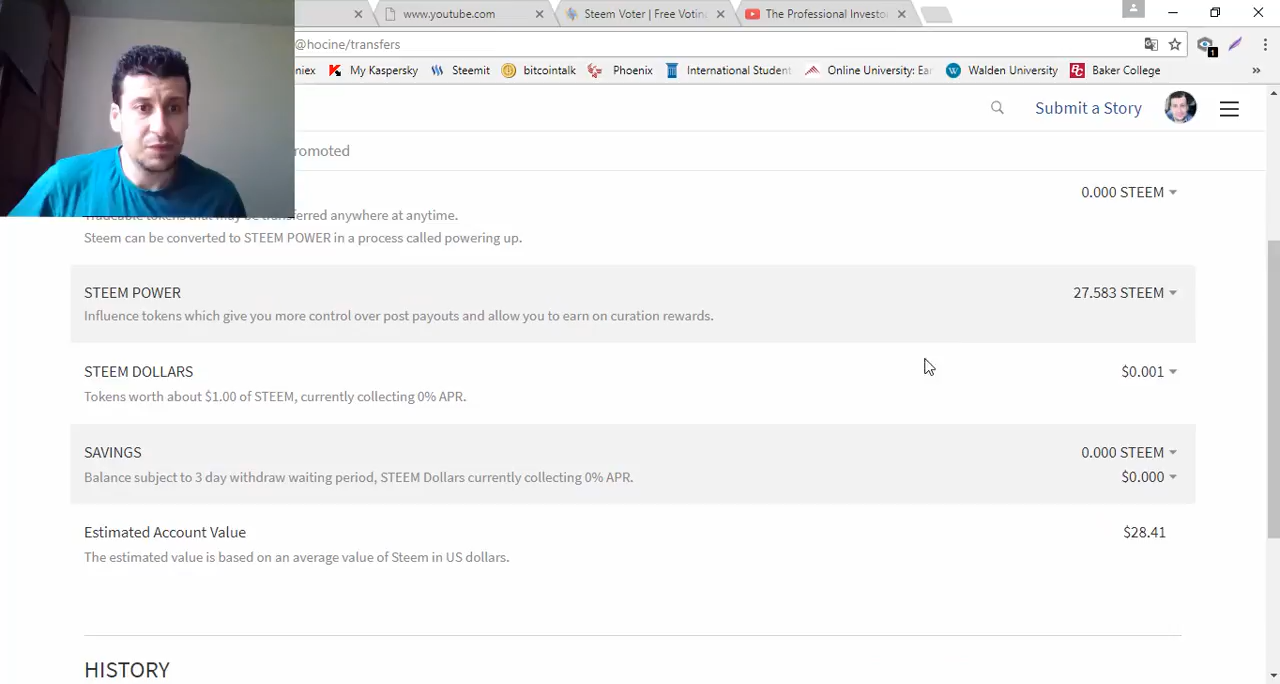 www.youtube.com
Steem Voter | Free Votin
The Professional Investo
@hocine/transfers
1
niex
My Kaspersky
Steemit
bitcointalk
Phoenix
International Student
Online University: Ear
Walden University
Baker College
»
Submit a Story
romoted
0.000 STEEM
Tradeable tokens that may be transferred anywhere at anytime.
Steem can be converted to STEEM POWER in a process called powering up.
STEEM POWER
27.583 STEEM
Influence tokens which give you more control over post payouts and allow you to earn on curation rewards.
STEEM DOLLARS
$0.001
Tokens worth about $1.00 of STEEM, currently collecting 0% APR.
SAVINGS
0.000 STEEM
Balance subject to 3 day withdraw waiting period, STEEM Dollars currently collecting 0% APR.
$0.000
Estimated Account Value
$28.41
The estimated value is based on an average value of Steem in US dollars.
HISTORY